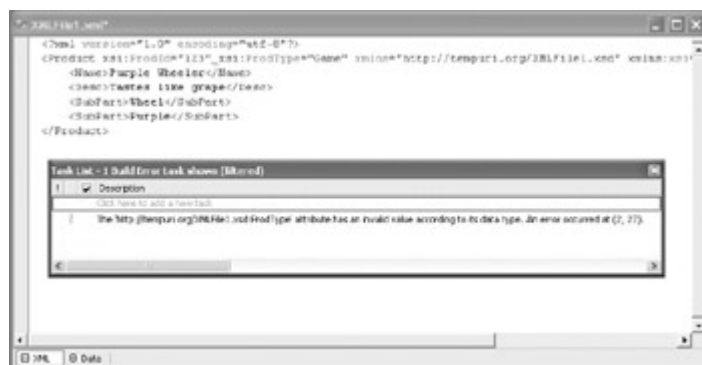 XMLFile1.xml*
<?xml version="1.0" encoding="utf-8"?>
<Product xsi:ProdId="123" xsi:ProdType="Game" xmlns="http://tempuri.org/XMLFile1.xsd" xmlns:xsi
<Name>Purple Wheeler</Name>
<Desc>Tastes like grape</Desc>
<SubPart>Wheel</SubPart>
<SubPart>Purple</SubPart>
</Product>
Task List - 1 Build Error task shown (filtered)
! Description
Click here to add a new task
! The 'http://tempuri.org/XMLFile1.xsd:ProdType' attribute has an invalid value according to its data type. An error occurred at (2, 27).
XML Data